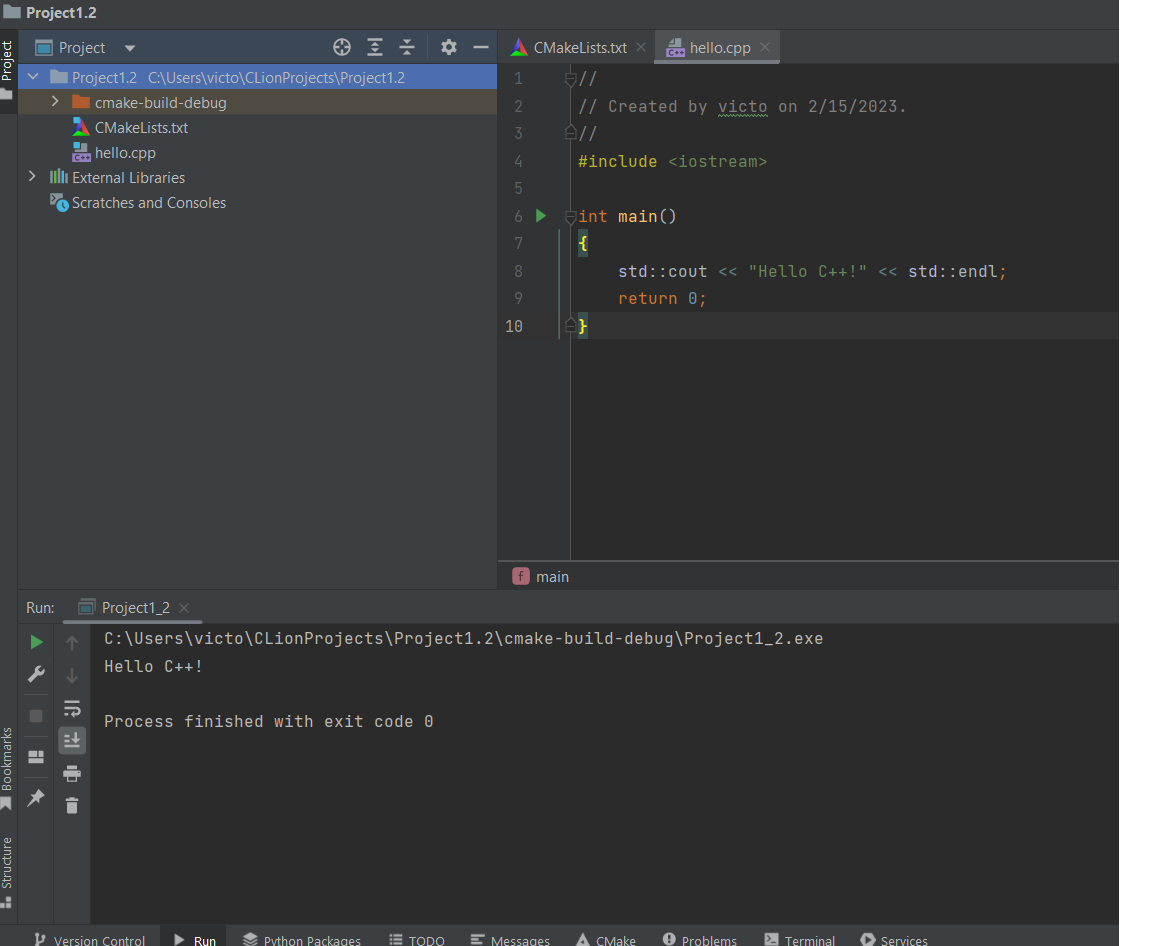 Project1.2
Project
Project
Bookmarks
Structure
Project1.2 C:\Users\victo\CLionProjects\Project1.2
cmake-build-debug
CMakeLists.txt
hello.cpp
External Libraries
Scratches and Consoles
CMakeLists.txt hello.cpp
1 //
2 // Created by victo on 2/15/2023.
3 //
4 #include <iostream>
5
6 int main()
7 {
8     std::cout << "Hello C++!" << std::endl;
9     return 0;
10 }
f main
Run: Project1_2
C:\Users\victo\CLionProjects\Project1.2\cmake-build-debug\Project1_2.exe
Hello C++!
Process finished with exit code 0
Version Control Run Python Packages TODO Messages CMake Problems Terminal Services